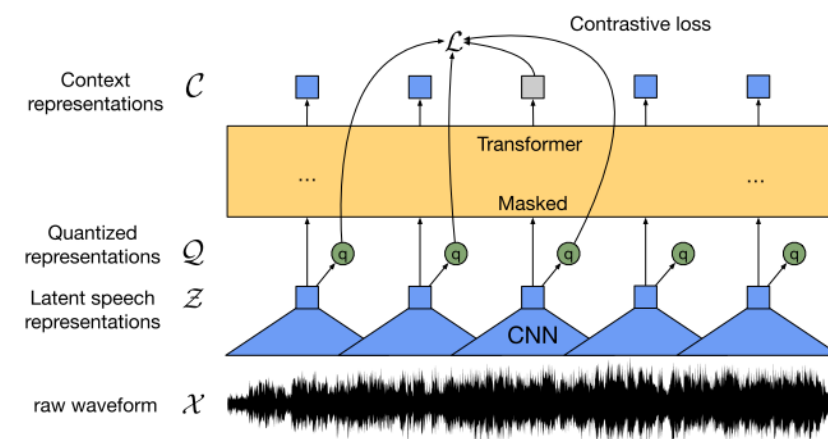 Contrastive loss
ℒ
Context
representations 𝒞
Transformer
... ...
Masked
Quantized
representations 𝒬
q q q q q
Latent speech
representations 𝒵
CNN
raw waveform 𝒳